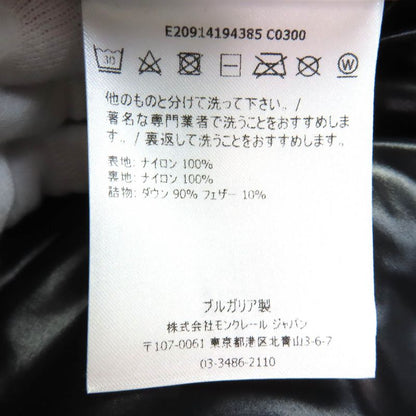 E20914194385 C0300
30
W
他のものと分けて洗って下さい。/
著名な専門業者で洗うことをおすすめしま
す。/ 裏返して洗うことをおすすめします。
表地: ナイロン 100%
裏地: ナイロン 100%
詰物: ダウン 90% フェザー 10%
ブルガリア製
株式会社モンクレール ジャパン
〒107-0061 東京都港区北青山3-6-7
03-3486-2110